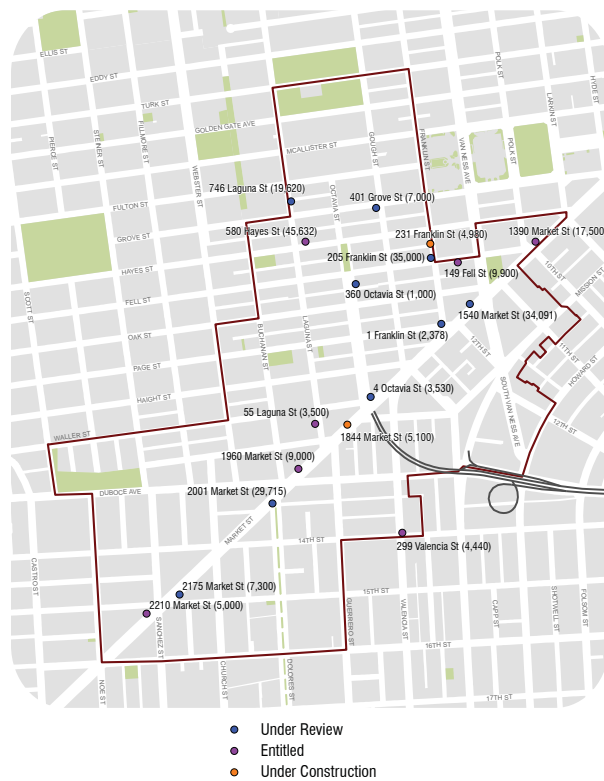 ELLIS ST
EDDY ST
TURK ST
GOLDEN GATE AVE
MCALLISTER ST
FULTON ST
GROVE ST
HAYES ST
FELL ST
OAK ST
PAGE ST
HAIGHT ST
WALLER ST
DUBOCE AVE
14TH ST
15TH ST
16TH ST
17TH ST
PIERCE ST
STEINER ST
FILLMORE ST
WEBSTER ST
SCOTT ST
BUCHANAN ST
LAGUNA ST
OCTAVIA ST
GOUGH ST
FRANKLIN ST
VAN NESS AVE
POLK ST
POLK ST
LARKIN ST
HYDE ST
10TH ST
MISSION ST
11TH ST
HOWARD ST
12TH ST
12TH ST
SOUTH VAN NESS AVE
MARKET ST
CASTRO ST
NOE ST
SANCHEZ ST
CHURCH ST
DOLORES ST
GUERRERO ST
VALENCIA ST
CAPP ST
SHOTWELL ST
FOLSOM ST
746 Laguna St (19,620)
401 Grove St (7,000)
580 Hayes St (45,632)
231 Franklin St (4,980)
1390 Market St (17,500
205 Franklin St (35,000)
149 Fell St (9,900)
360 Octavia St (1,000)
1540 Market St (34,091)
1 Franklin St (2,378)
4 Octavia St (3,530)
55 Laguna St (3,500)
1844 Market St (5,100)
1960 Market St (9,000)
2001 Market St (29,715)
299 Valencia St (4,440)
2175 Market St (7,300)
2210 Market St (5,000)
Under Review
Entitled
Under Construction